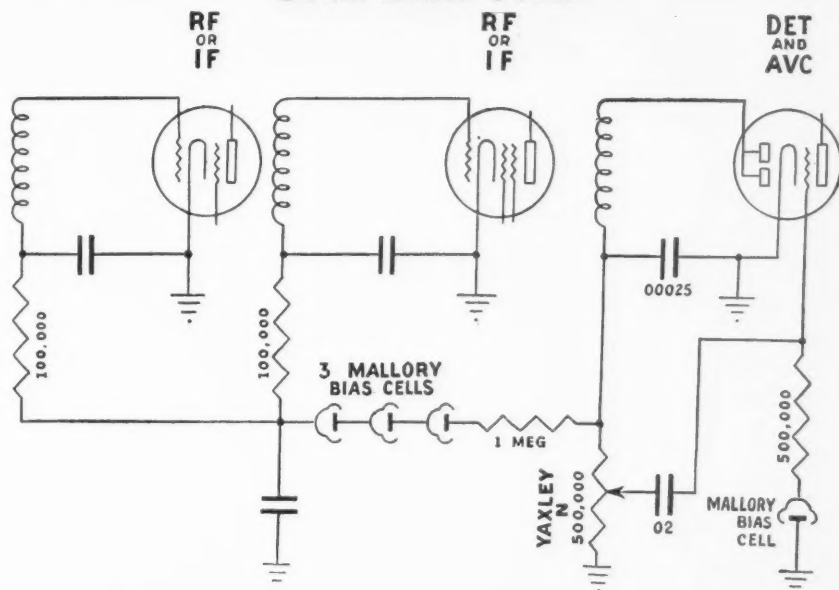 RF
OR
IF
RF
OR
IF
DET
AND
AVC
00025
100,000
100,000
3 MALLORY
BIAS CELLS
1 MEG
YAXLEY
N
500,000
02
500,000
MALLORY
BIAS
CELL